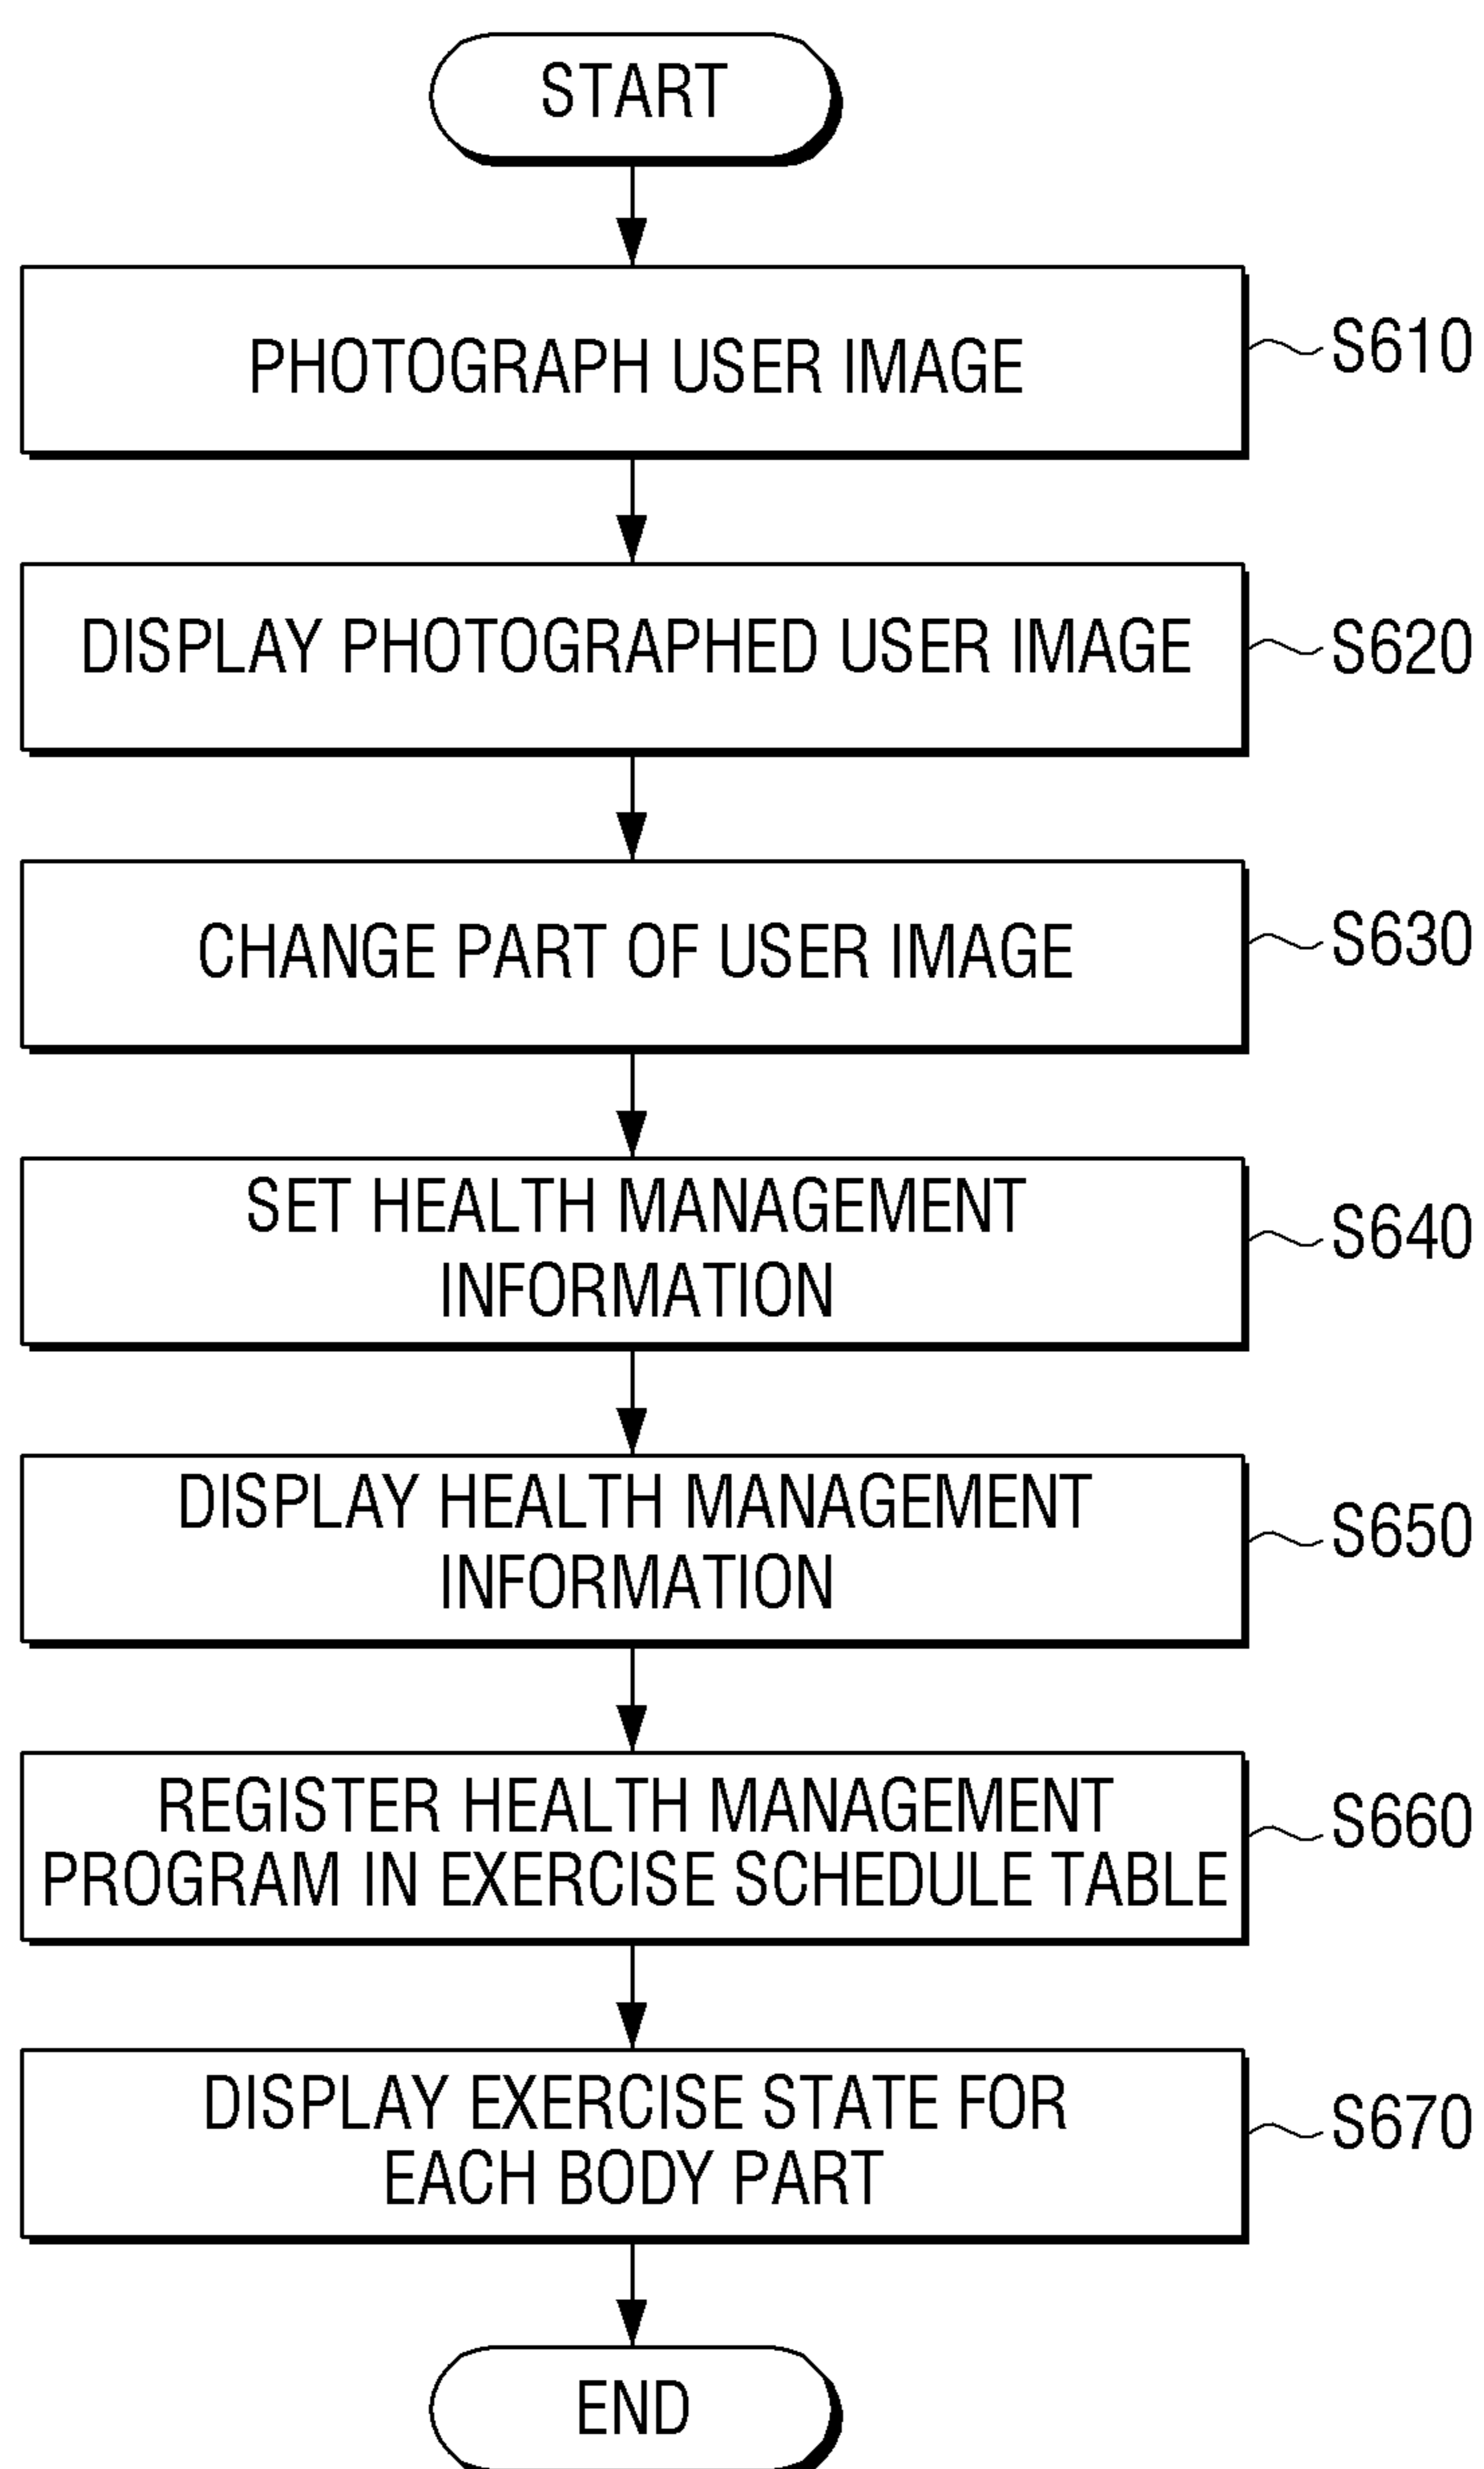 START
PHOTOGRAPH USER IMAGE
S610
DISPLAY PHOTOGRAPHED USER IMAGE
S620
CHANGE PART OF USER IMAGE
S630
SET HEALTH MANAGEMENT
INFORMATION
S640
DISPLAY HEALTH MANAGEMENT
INFORMATION
S650
REGISTER HEALTH MANAGEMENT
PROGRAM IN EXERCISE SCHEDULE TABLE
S660
DISPLAY EXERCISE STATE FOR
EACH BODY PART
S670
END